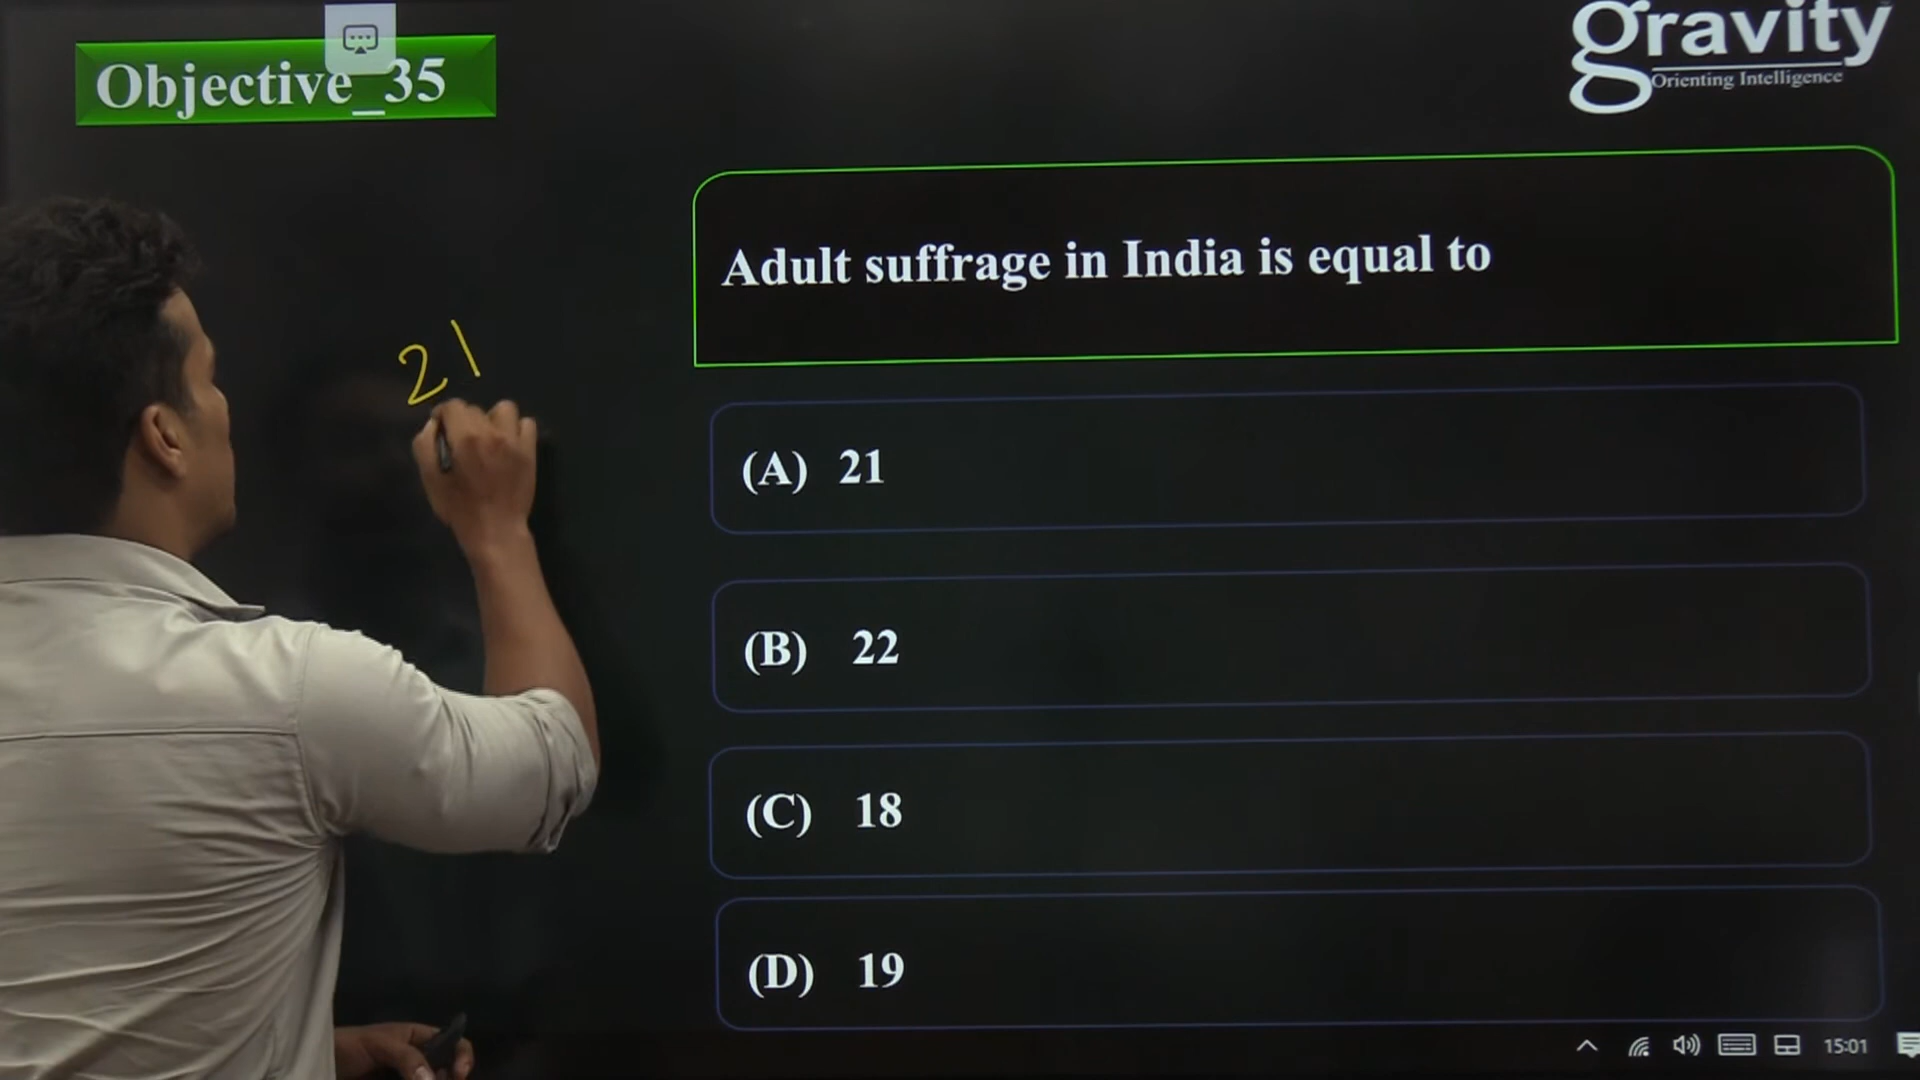 Objective_35
gravity
Orienting Intelligence
Adult suffrage in India is equal to
21
(A) 21
(B) 22
(C) 18
(D) 19
15:01